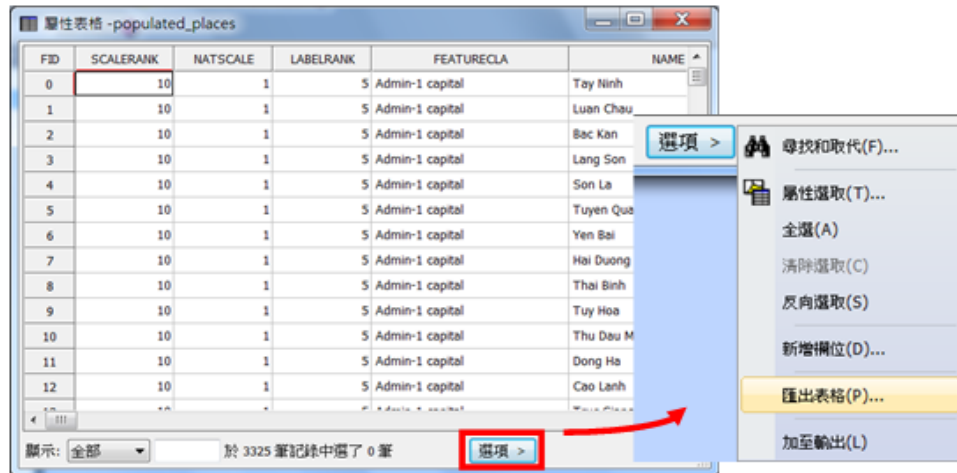 屬性表格 -populated_places
FID SCALERANK NATSCALE LABELRANK FEATURECLA NAME
0 10 1 5 Admin-1 capital Tay Ninh
1 10 1 5 Admin-1 capital Luan Chau
2 10 1 5 Admin-1 capital Bac Kan
3 10 1 5 Admin-1 capital Lang Son
4 10 1 5 Admin-1 capital Son La
5 10 1 5 Admin-1 capital Tuyen Qua
6 10 1 5 Admin-1 capital Yen Bai
7 10 1 5 Admin-1 capital Hai Duong
8 10 1 5 Admin-1 capital Thai Binh
9 10 1 5 Admin-1 capital Tuy Hoa
10 10 1 5 Admin-1 capital Thu Dau M
11 10 1 5 Admin-1 capital Dong Ha
12 10 1 5 Admin-1 capital Cao Lanh
顯示: 全部 於 3325 筆記錄中選了 0 筆 選項 >
選項 >
尋找和取代(F)...
屬性選取(T)...
全選(A)
清除選取(C)
反向選取(S)
新增欄位(D)...
匯出表格(P)...
加至輸出(L)